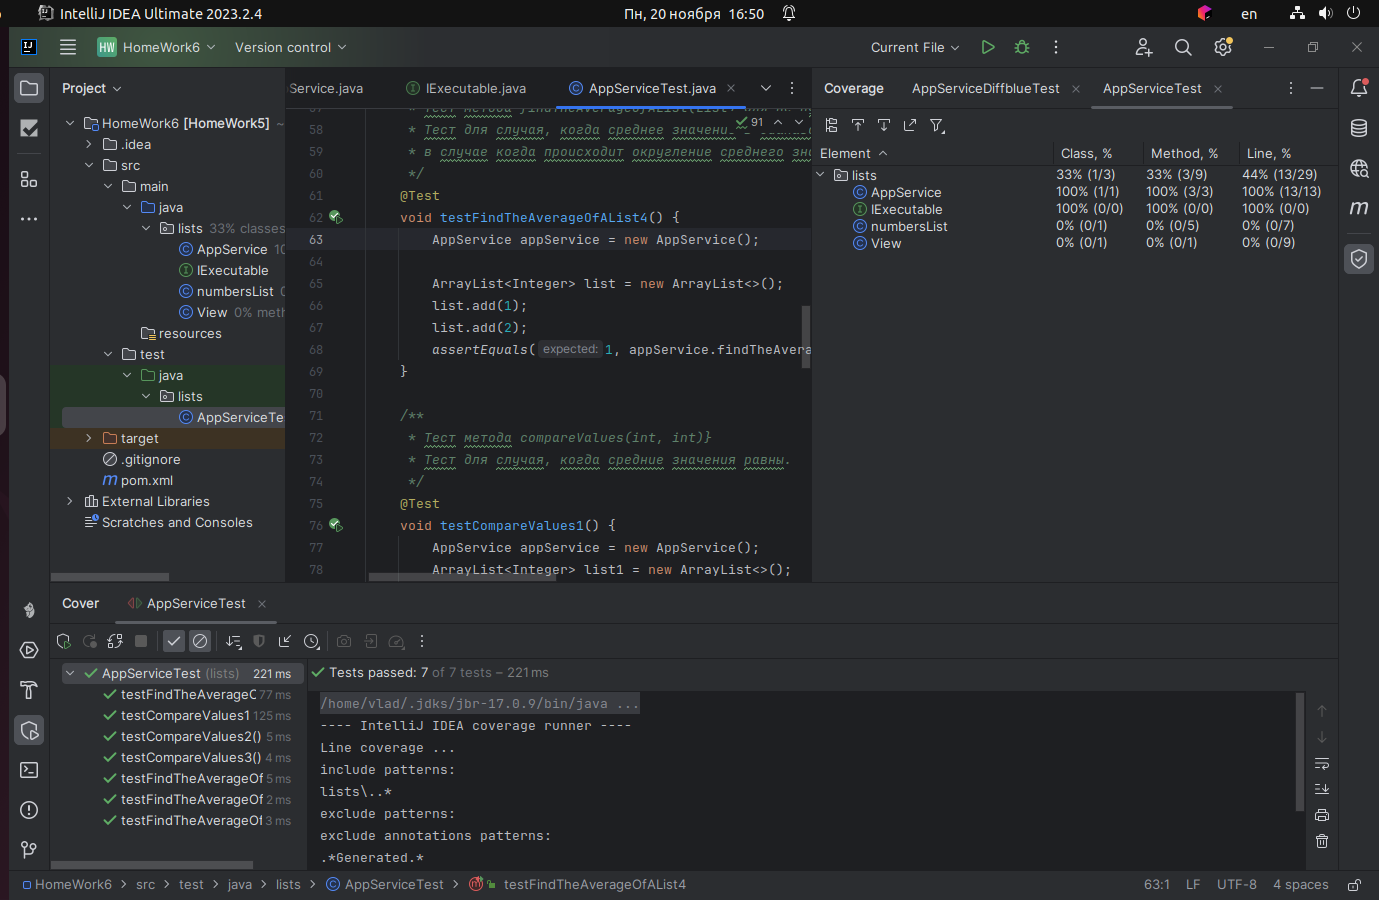 IntelliJ IDEA Ultimate 2023.2.4
Пн, 20 ноября 16:50
en
HW HomeWork6
Version control
Current File
Project
HomeWork6 [HomeWork5]
.idea
src
main
java
lists 33% classes
AppService
IExecutable
numbersList
View 0% meth
resources
test
java
lists
AppServiceTe
target
.gitignore
pom.xml
External Libraries
Scratches and Consoles
Service.java
IExecutable.java
AppServiceTest.java
91
58 * Тест для случая, когда среднее значение
59 * в случае когда происходит округление среднего зна
60 */
61 @Test
62 void testFindTheAverageOfAList4() {
63 AppService appService = new AppService();
64
65 ArrayList<Integer> list = new ArrayList<>();
66 list.add(1);
67 list.add(2);
68 assertEquals( expected: 1, appService.findTheAvera
69 }
70
71 /**
72 * Тест метода compareValues(int, int)}
73 * Тест для случая, когда средние значения равны.
74 */
75 @Test
76 void testCompareValues1() {
77 AppService appService = new AppService();
78 ArrayList<Integer> list1 = new ArrayList<>();
Coverage
AppServiceDiffblueTest
AppServiceTest
Element Class, % Method, % Line, %
lists 33% (1/3) 33% (3/9) 44% (13/29)
AppService 100% (1/1) 100% (3/3) 100% (13/13)
IExecutable 100% (0/0) 100% (0/0) 100% (0/0)
numbersList 0% (0/1) 0% (0/5) 0% (0/7)
View 0% (0/1) 0% (0/1) 0% (0/9)
Cover
AppServiceTest
AppServiceTest (lists) 221 ms
testFindTheAverageO 77 ms
testCompareValues1 125 ms
testCompareValues2() 5 ms
testCompareValues3() 4 ms
testFindTheAverageOf 5 ms
testFindTheAverageOf 2 ms
testFindTheAverageOf 3 ms
Tests passed: 7 of 7 tests – 221 ms
/home/vlad/.jdks/jbr-17.0.9/bin/java ...
---- IntelliJ IDEA coverage runner ----
Line coverage ...
include patterns:
lists\..*
exclude patterns:
exclude annotations patterns:
.*Generated.*
HomeWork6 > src > test > java > lists > AppServiceTest > testFindTheAverageOfAList4
63:1 LF UTF-8 4 spaces